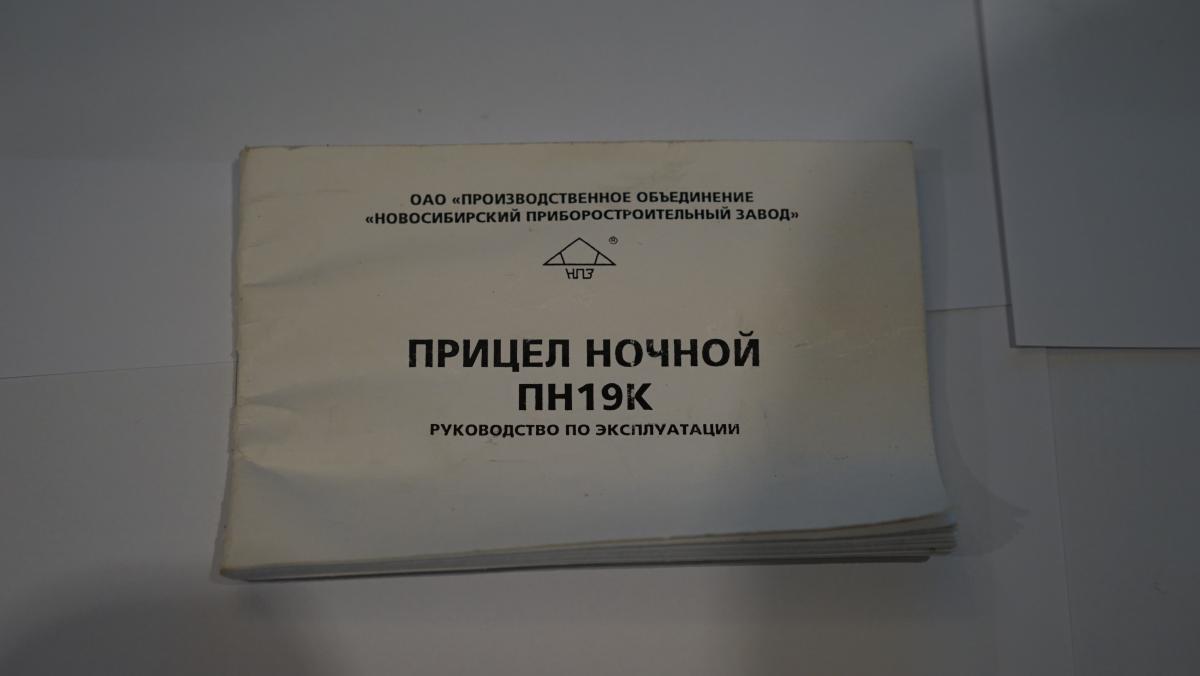 ОАО «ПРОИЗВОДСТВЕННОЕ ОБЪЕДИНЕНИЕ
«НОВОСИБИРСКИЙ ПРИБОРОСТРОИТЕЛЬНЫЙ ЗАВОД»
®
НПЗ
ПРИЦЕЛ НОЧНОЙ
ПН19К
РУКОВОДСТВО ПО ЭКСПЛУАТАЦИИ